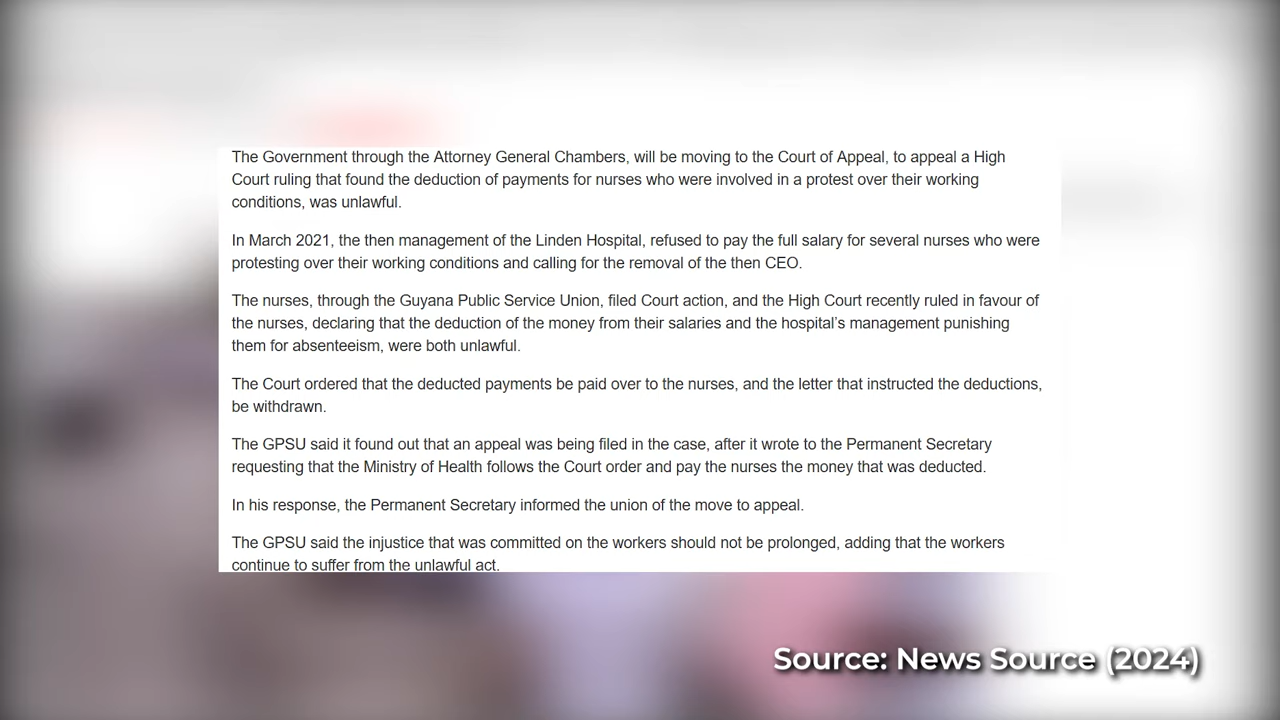 The Government through the Attorney General Chambers, will be moving to the Court of Appeal, to appeal a High
Court ruling that found the deduction of payments for nurses who were involved in a protest over their working
conditions, was unlawful.
In March 2021, the then management of the Linden Hospital, refused to pay the full salary for several nurses who were
protesting over their working conditions and calling for the removal of the then CEO.
The nurses, through the Guyana Public Service Union, filed Court action, and the High Court recently ruled in favour of
the nurses, declaring that the deduction of the money from their salaries and the hospital’s management punishing
them for absenteeism, were both unlawful.
The Court ordered that the deducted payments be paid over to the nurses, and the letter that instructed the deductions,
be withdrawn.
The GPSU said it found out that an appeal was being filed in the case, after it wrote to the Permanent Secretary
requesting that the Ministry of Health follows the Court order and pay the nurses the money that was deducted.
In his response, the Permanent Secretary informed the union of the move to appeal.
The GPSU said the injustice that was committed on the workers should not be prolonged, adding that the workers
continue to suffer from the unlawful act.
Source: News Source (2024)